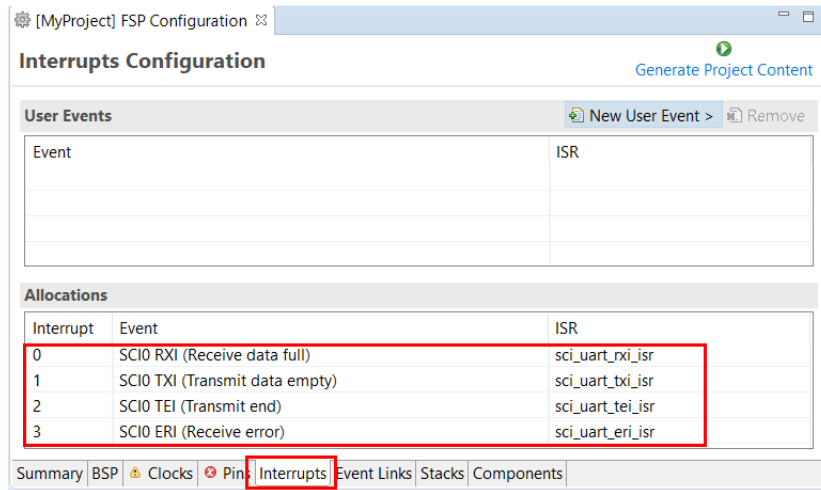 [MyProject] FSP Configuration
Interrupts Configuration
Generate Project Content
User Events New User Event > Remove
Event ISR
Allocations
Interrupt Event ISR
0 SCI0 RXI (Receive data full) sci_uart_rxi_isr
1 SCI0 TXI (Transmit data empty) sci_uart_txi_isr
2 SCI0 TEI (Transmit end) sci_uart_tei_isr
3 SCI0 ERI (Receive error) sci_uart_eri_isr
Summary BSP Clocks Pins Interrupts Event Links Stacks Components